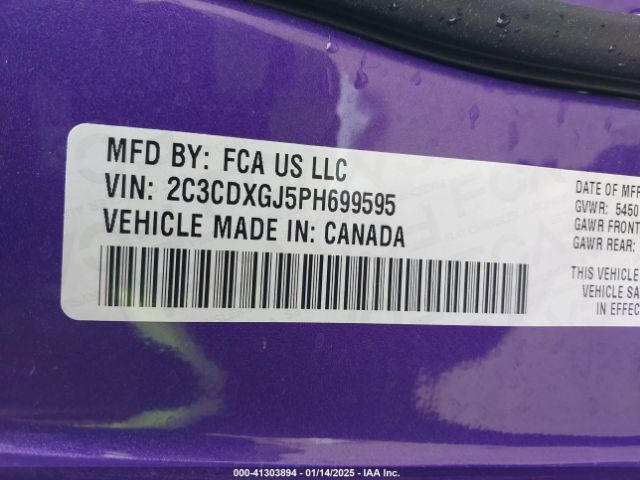 MFD BY: FCA US LLC
VIN: 2C3CDXGJ5PH699595
VEHICLE MADE IN: CANADA
DATE OF MFR
GVWR: 5450
GAWR FRONT
GAWR REAR:
THIS VEHICLE
VEHICLE SA
IN EFFEC
000-41303894 - 01/14/2025 - IAA Inc.